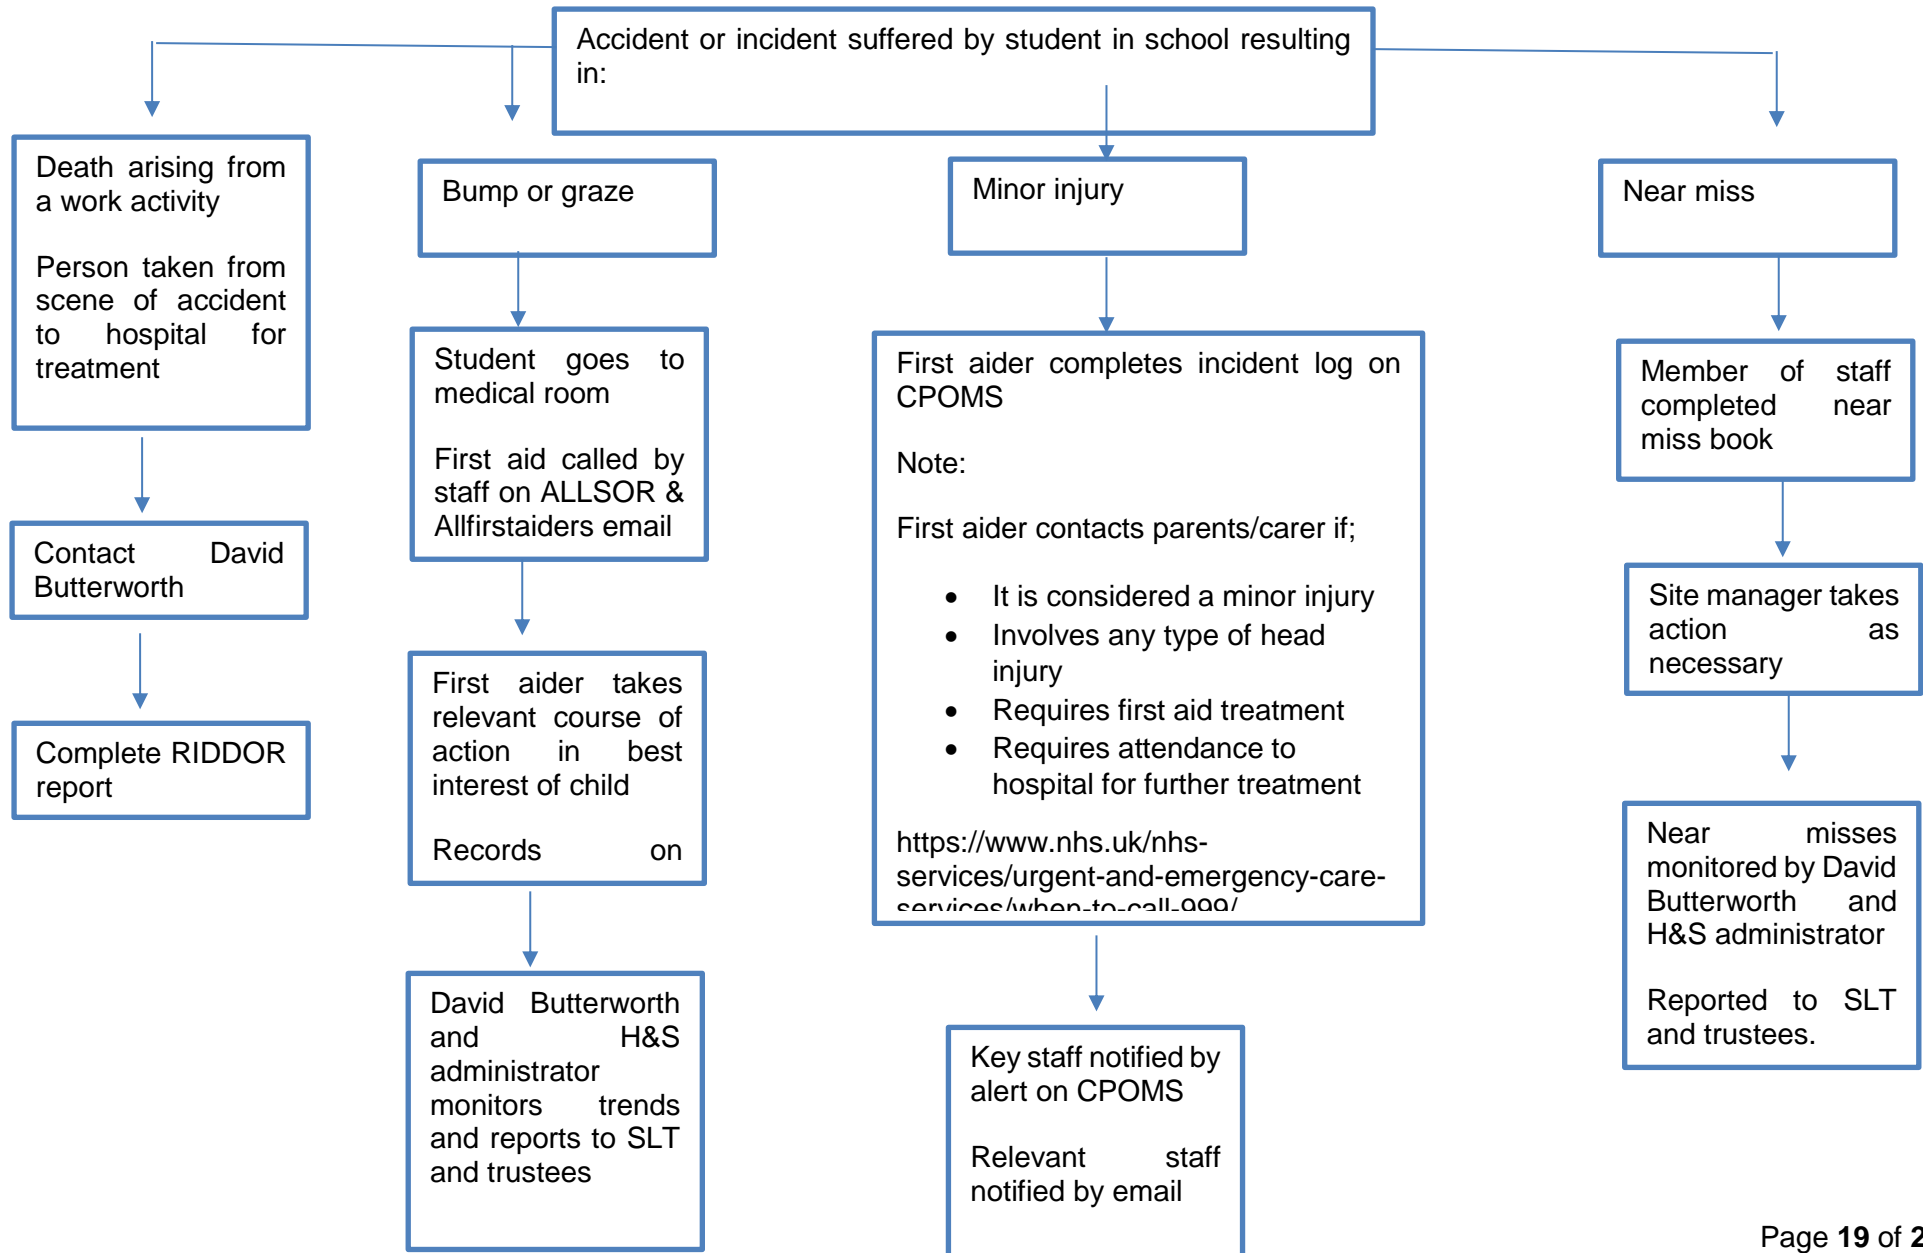 Accident or incident suffered by student in school resulting
in:
Death arising from
a work activity
Person taken from
scene of accident
to hospital for
treatment
Contact David
Butterworth
Complete RIDDOR
report
Bump or graze
Student goes to
medical room
First aid called by
staff on ALLSOR &
Allfirstaiders email
First aider takes
relevant course of
action in best
interest of child
Records on
David Butterworth
and H&S
administrator
monitors trends
and reports to SLT
and trustees
Minor injury
First aider completes incident log on
CPOMS
Note:
First aider contacts parents/carer if;
• It is considered a minor injury
• Involves any type of head
injury
• Requires first aid treatment
• Requires attendance to
hospital for further treatment
https://www.nhs.uk/nhs-
services/urgent-and-emergency-care-
services/when-to-call-999/
Key staff notified by
alert on CPOMS
Relevant staff
notified by email
Near miss
Member of staff
completed near
miss book
Site manager takes
action as
necessary
Near misses
monitored by David
Butterworth and
H&S administrator
Reported to SLT
and trustees.
Page 19 of 2